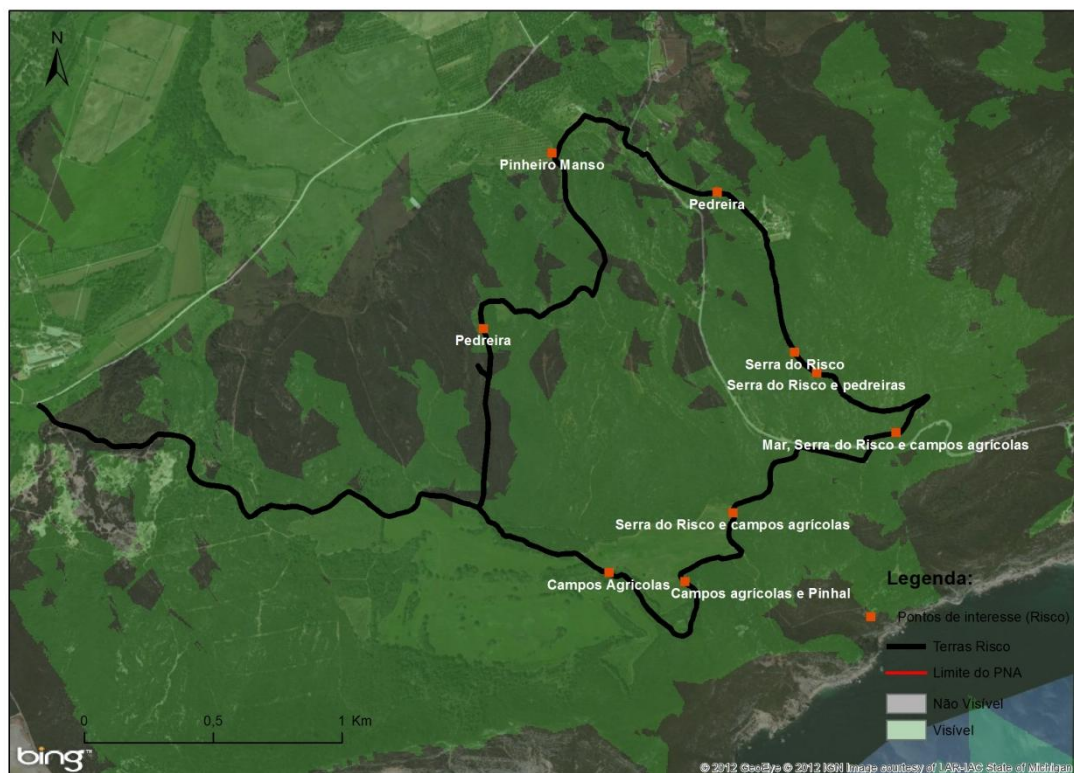 N
Pinheiro Manso
Pedreira
Pedreira
Serra do Risco
Serra do Risco e pedreiras
Mar, Serra do Risco e campos agrícolas
Serra do Risco e campos agrícolas
Campos Agrícolas
Campos agrícolas e Pinhal
Legenda:
Pontos de interesse (Risco)
Terras Risco
Limite do PNA
Não Visível
Visível
0 0,5 1 Km
bing™
© 2012 GeoEye © 2012 IGN Image courtesy of LAR-IAC State of Michigan